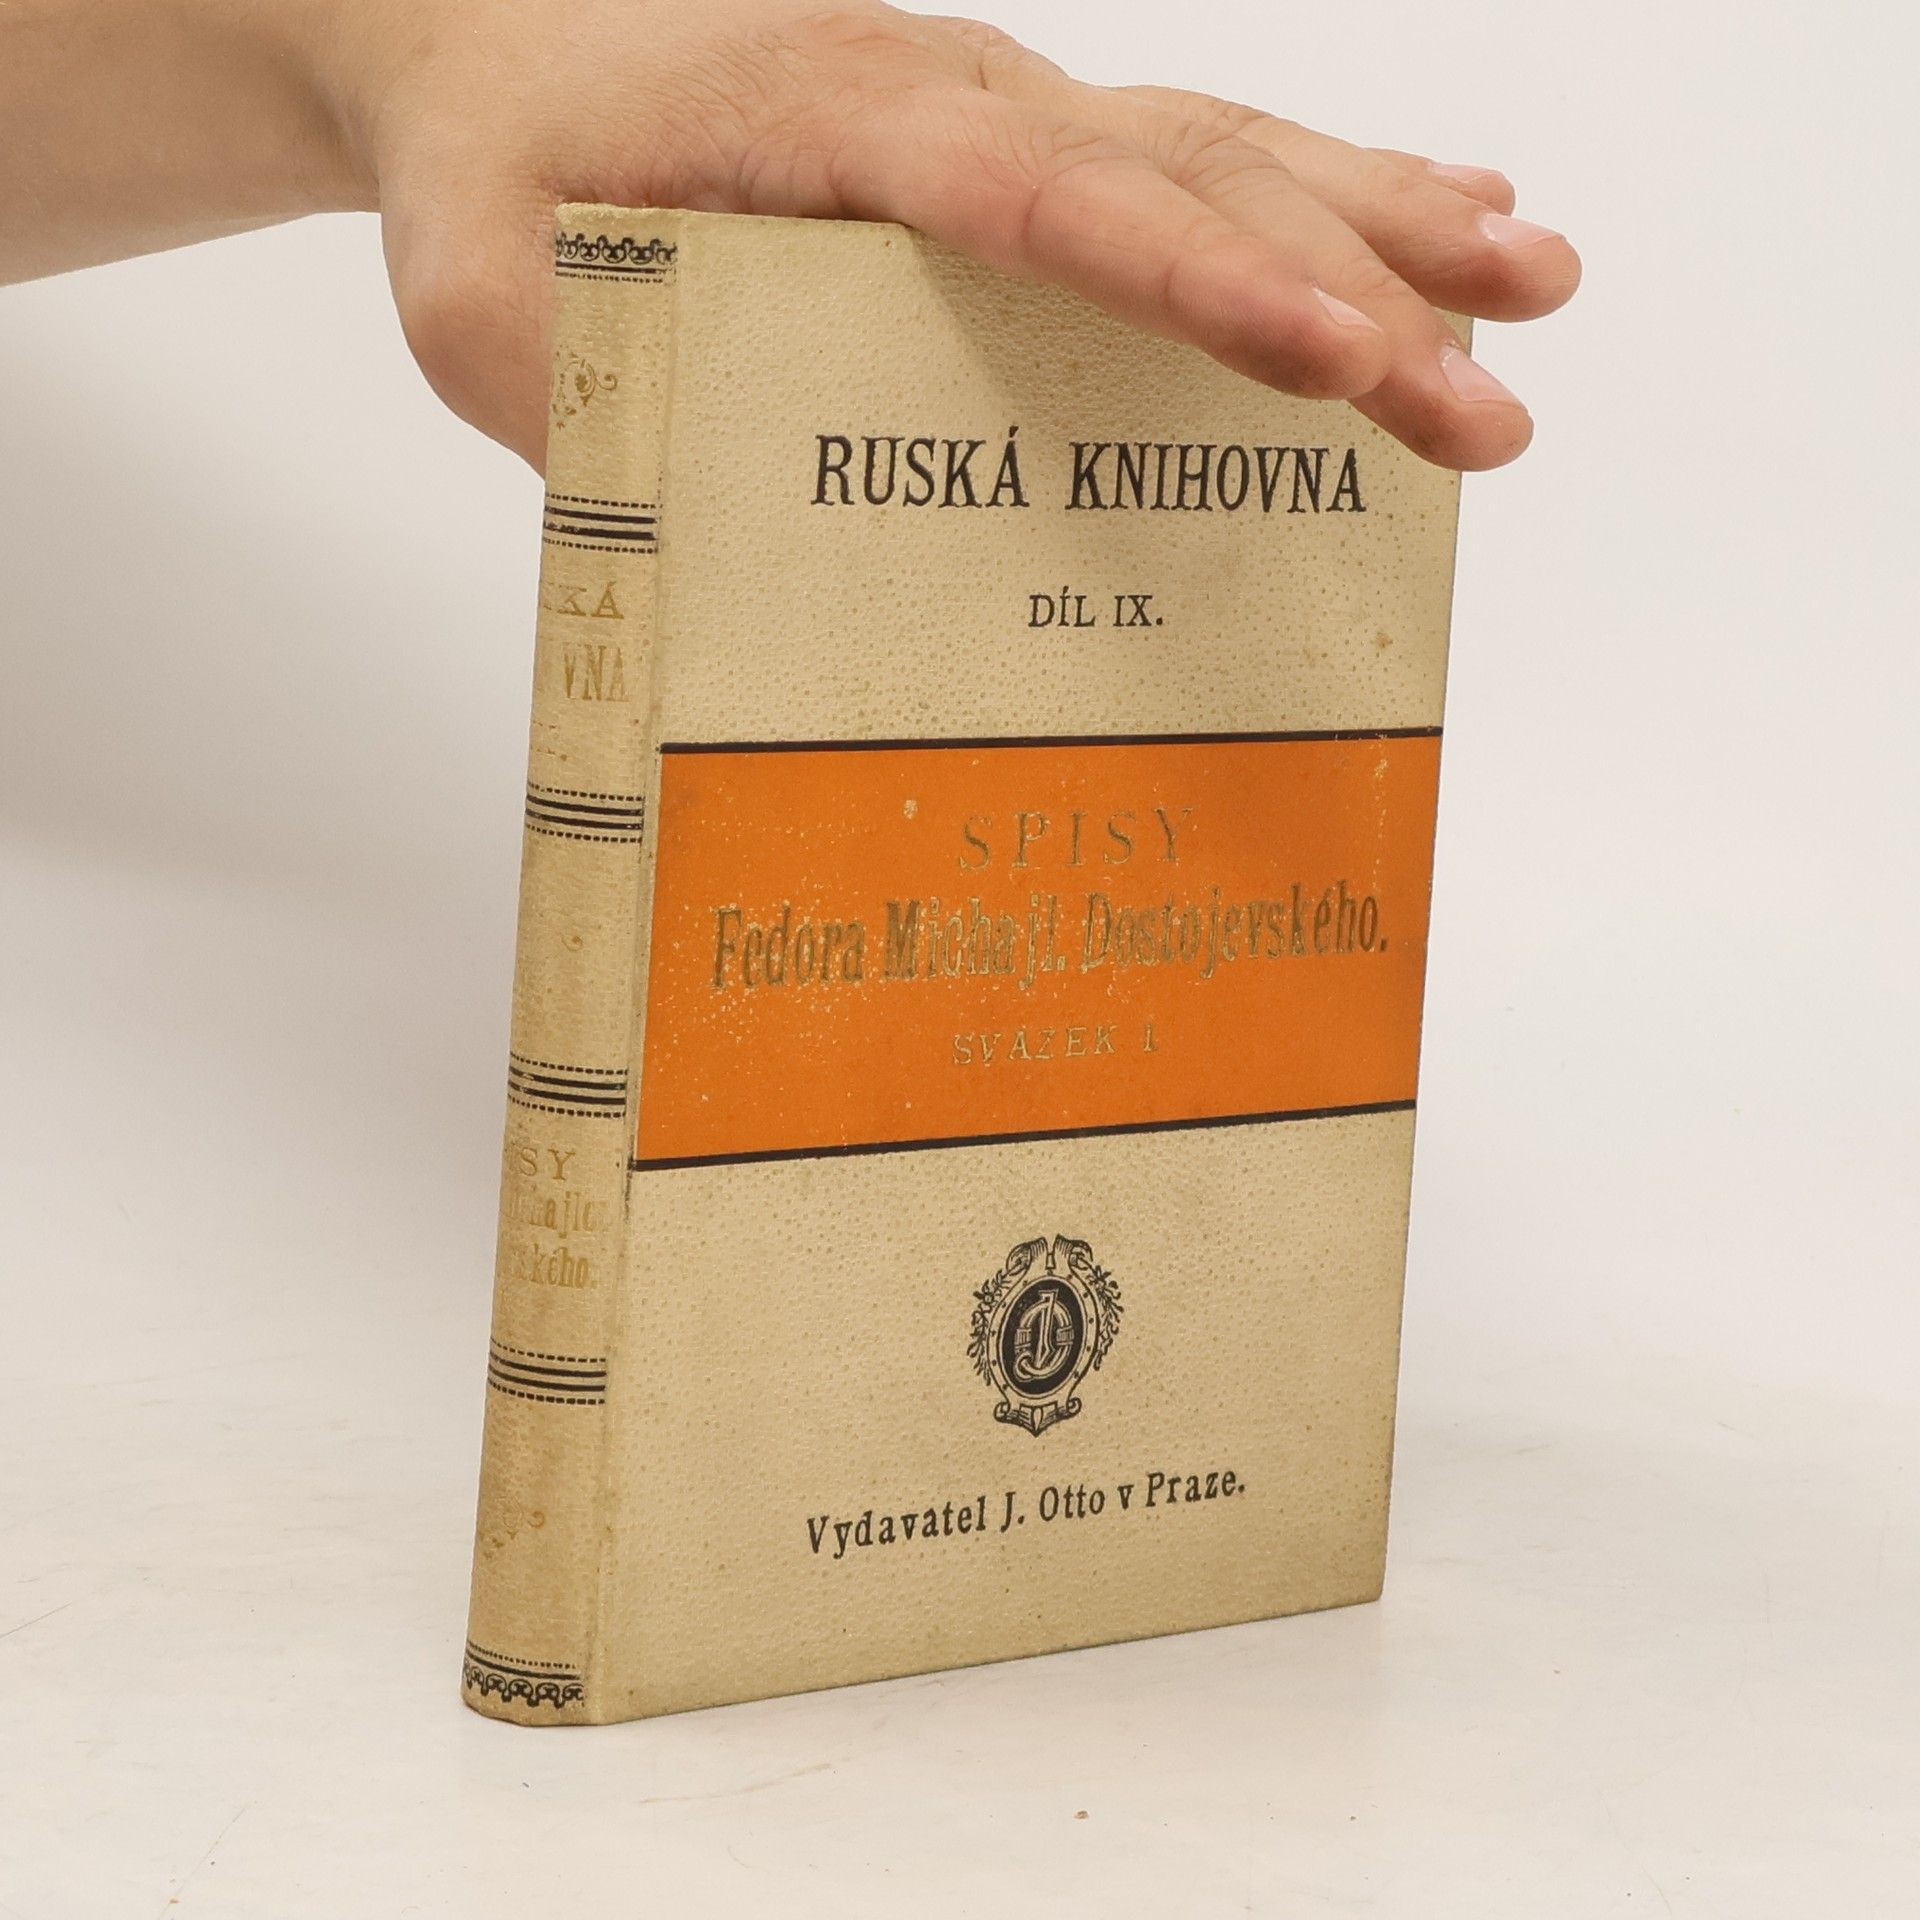 RUSKÁ KNIHOVNA
DÍL IX.
SPISY
Fedora Michajl. Dostojevského.
SVAZEK I
Vydavatel J. Otto v Praze.